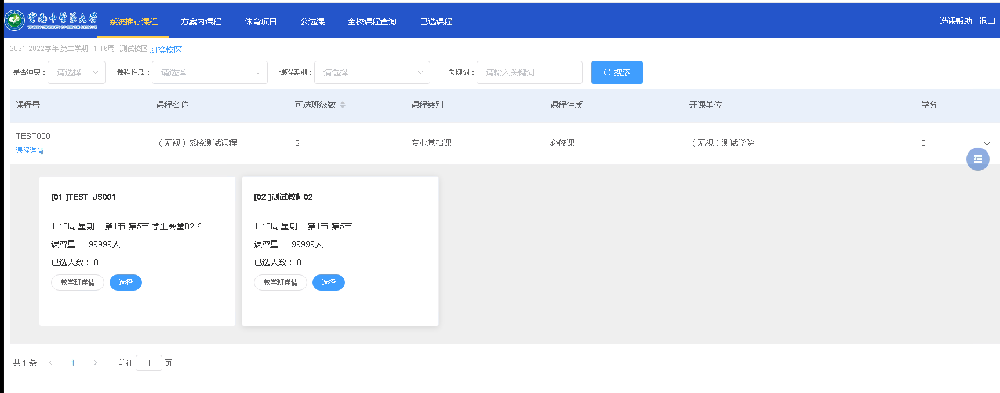 雲南中醫藥大學 系统推荐课程 方案内课程 体育项目 公选课 全校课程查询 已选课程 选课帮助 退出
YUNNAN UNIVERSITY OF CHINESE MEDICINE
2021-2022学年 第二学期 1-16周 测试校区 切换校区
是否冲突： 请选择 课程性质： 请选择 课程类别： 请选择 关键词： 请输入关键词 搜索
课程号 课程名称 可选班级数 课程类别 课程性质 开课单位 学分
TEST0001
（无视）系统测试课程 2 专业基础课 必修课 （无视）测试学院 0
课程详情
[01 ]TEST_JS001
1-10周 星期日 第1节-第5节 学生会堂B2-6
课容量: 99999人
已选人数： 0
教学班详情 选择
[02 ]测试教师02
1-10周 星期日 第1节-第5节
课容量: 99999人
已选人数： 0
教学班详情 选择
共 1 条 1 前往 1 页